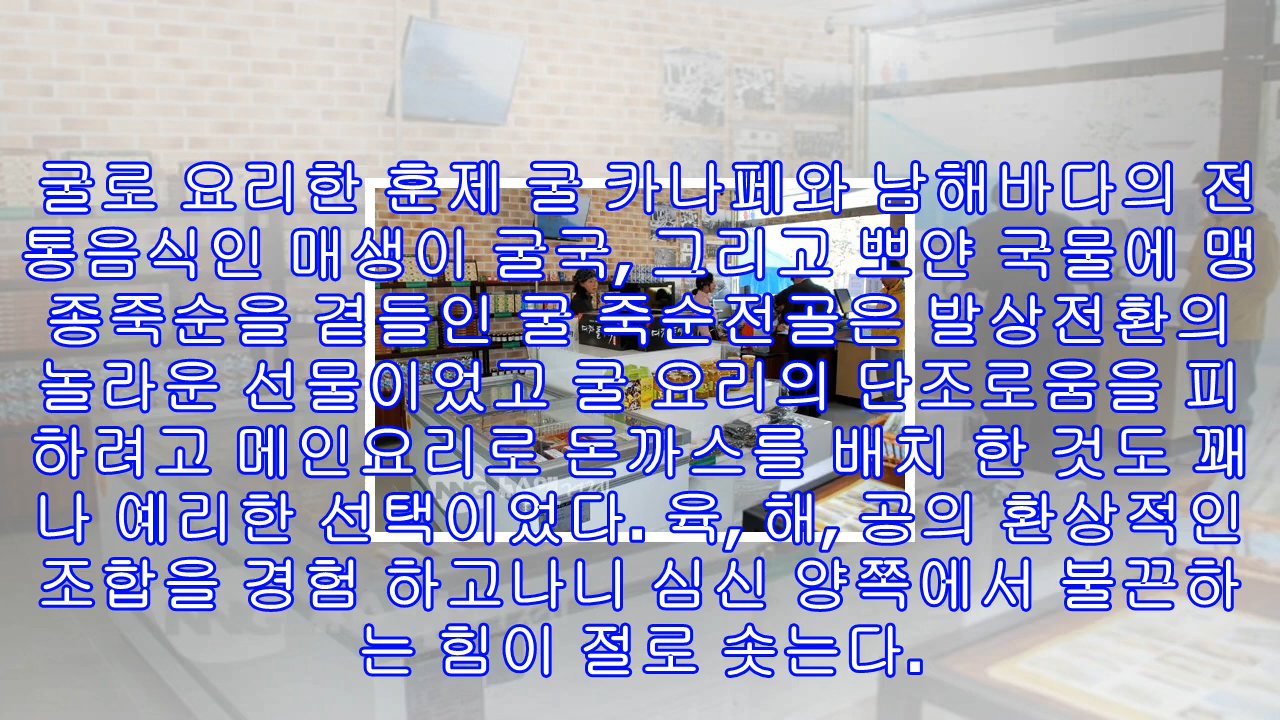 굴로 요리한 훈제 굴 카나페와 남해바다의 전
통음식인 매생이 굴국, 그리고 뽀얀 국물에 맹
종죽순을 곁들인 굴 죽순전골은 발상전환의
놀라운 선물이었고 굴 요리의 단조로움을 피
하려고 메인요리로 돈까스를 배치 한 것도 꽤
나 예리한 선택이었다. 육, 해, 공의 환상적인
조합을 경험 하고나니 심신 양쪽에서 불끈하
는 힘이 절로 솟는다.